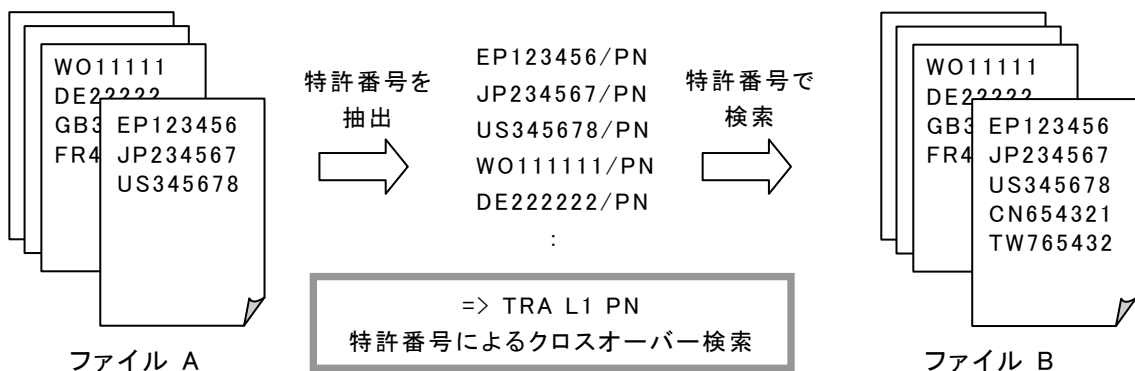 WO11111
DE22222
GB3
FR4
EP123456
JP234567
US345678
ファイル A
特許番号を
抽出
EP123456/PN
JP234567/PN
US345678/PN
WO111111/PN
DE222222/PN
:
=> TRA L1 PN
特許番号によるクロスオーバー検索
特許番号で
検索
WO11111
DE22222
GB3
FR4
EP123456
JP234567
US345678
CN654321
TW765432
ファイル B